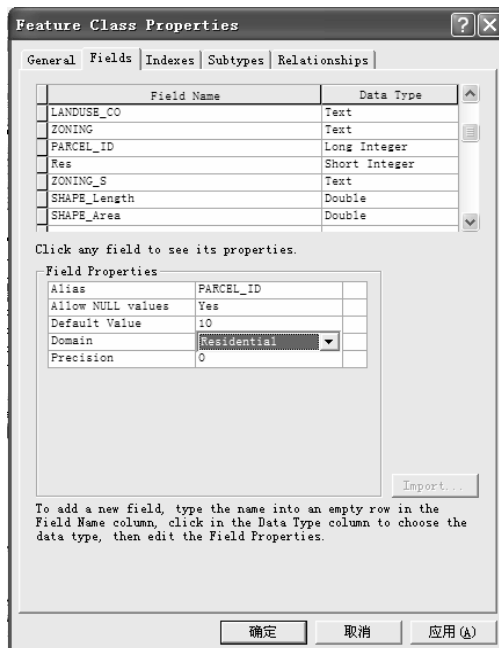 Feature Class Properties
General Fields Indexes Subtypes Relationships
Field Name Data Type
LANDUSE_CO Text
ZONING Text
PARCEL_ID Long Integer
Res Short Integer
ZONING_S Text
SHAPE_Length Double
SHAPE_Area Double
Click any field to see its properties.
Field Properties
Alias PARCEL_ID
Allow NULL values Yes
Default Value 10
Domain Residential
Precision 0
Import...
To add a new field, type the name into an empty row in the
Field Name column, click in the Data Type column to choose the
data type, then edit the Field Properties.
确定 取消 应用(A)